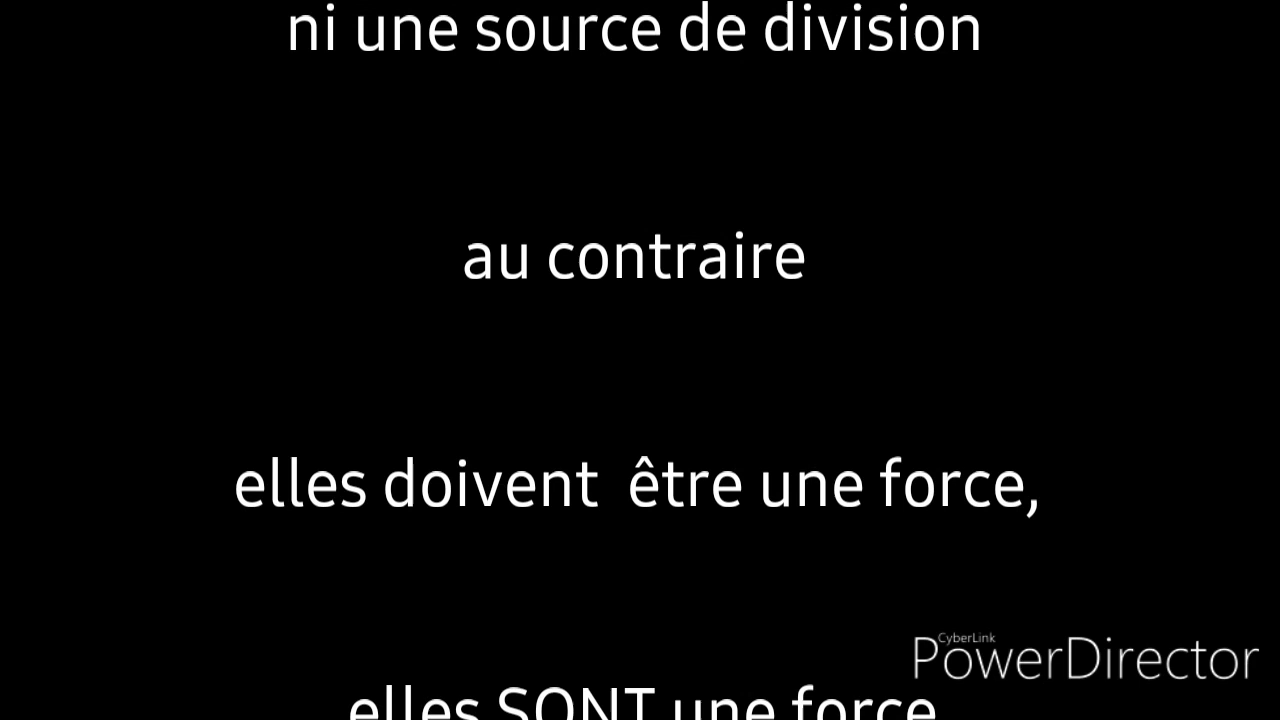 ni une source de division
au contraire
elles doivent  être une force,
CyberLink
PowerDirector
elles SONT une force